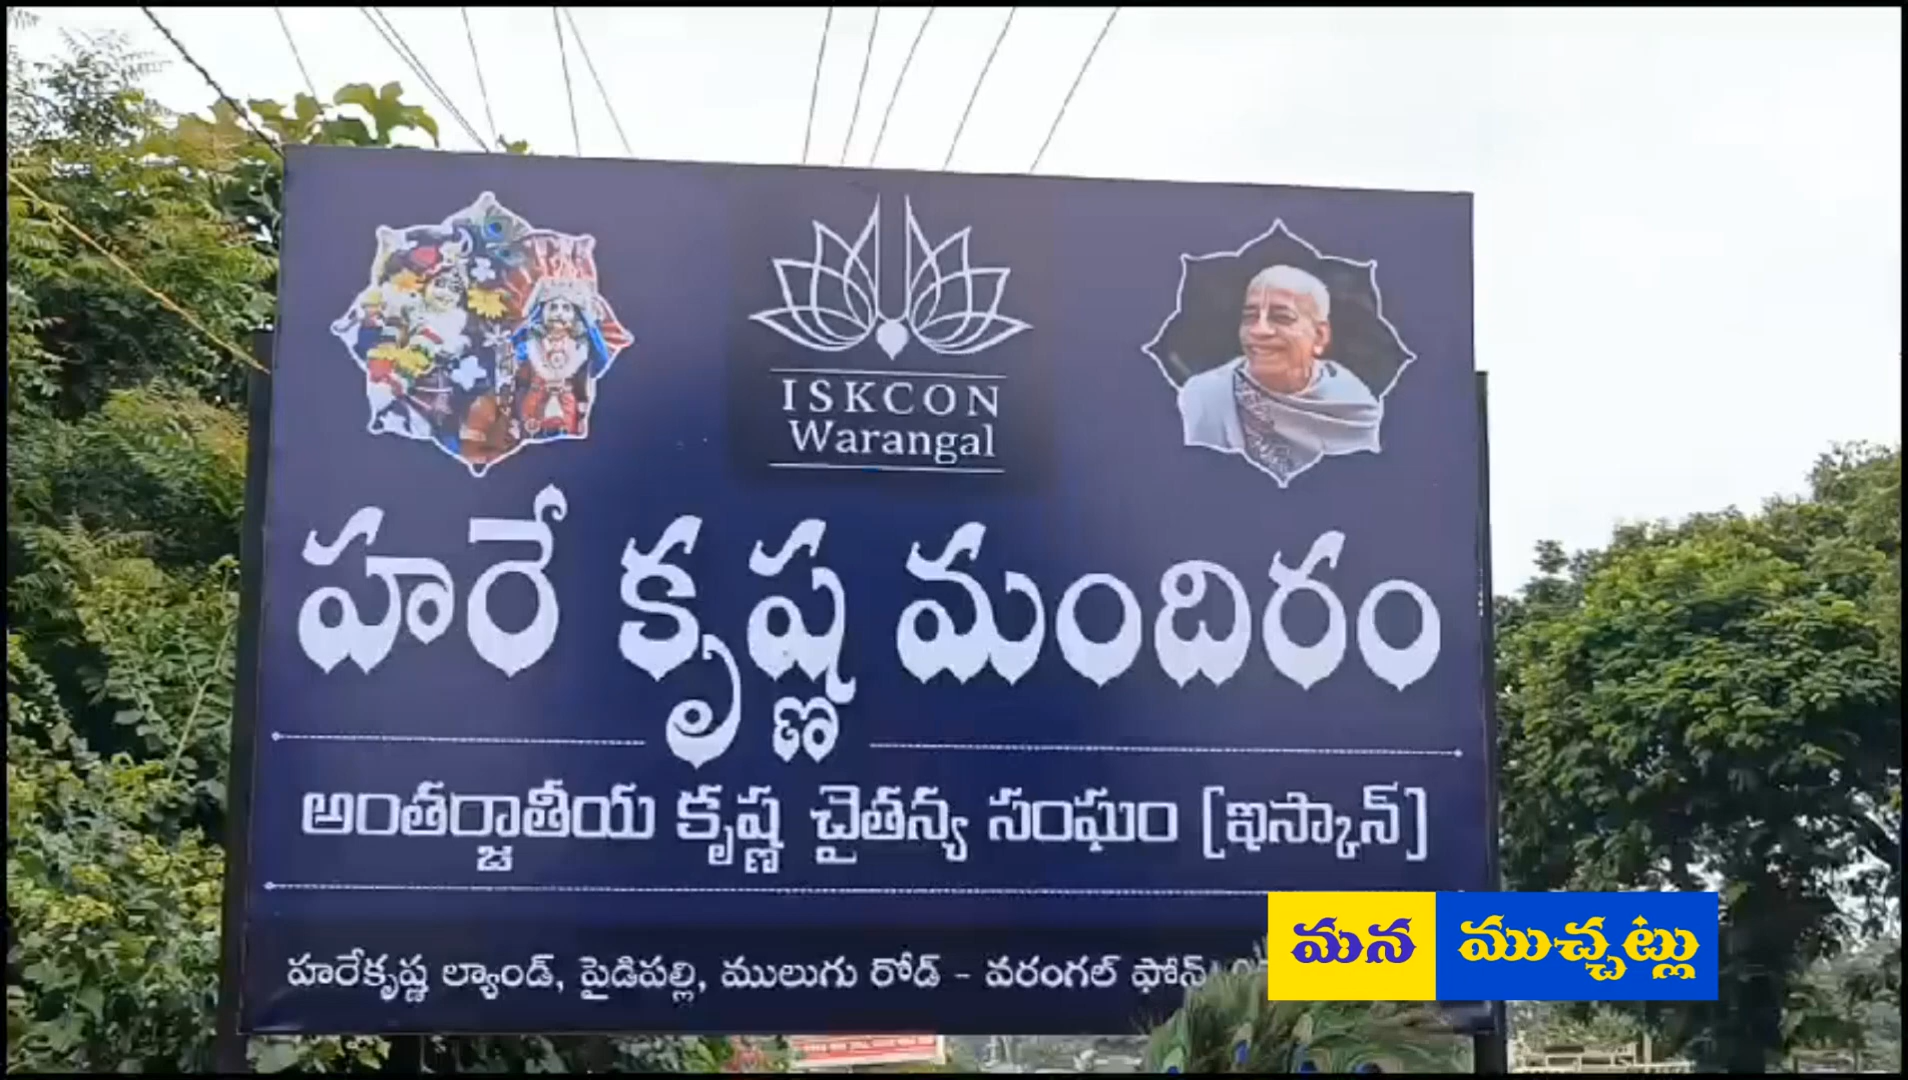 ISKCON
Warangal
హరే కృష్ణ మందిరం
అంతర్జాతీయ కృష్ణ చైతన్య సంఘం [ఇస్కాన్]
హరేకృష్ణ ల్యాండ్, పైడిపల్లి, ములుగు రోడ్ - వరంగల్ ఫోన్
మన ముచ్చట్లు